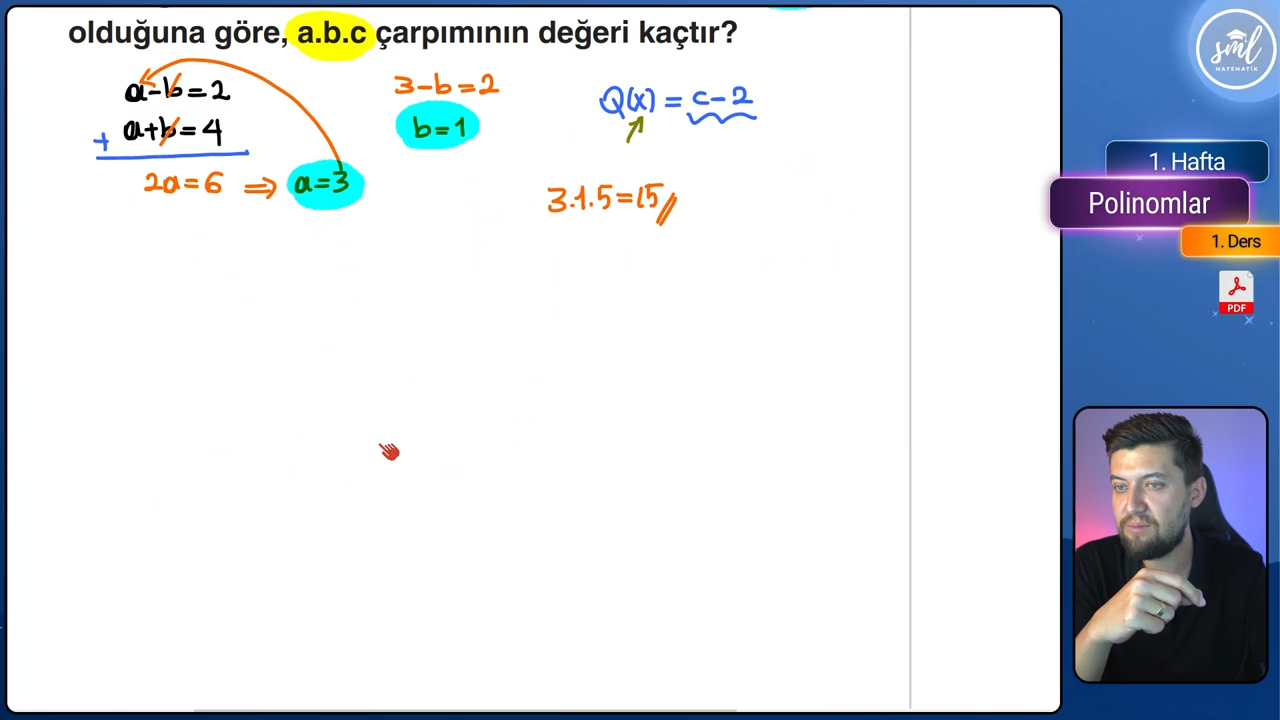 olduğuna göre, a.b.c çarpımının değeri kaçtır?
a-b=2
a+b=4
+
2a=6 ⇒ a=3
3-b=2
b=1
Q(x) = c-2
3.1.5=15//
sml
MATEMATİK
1. Hafta
Polinomlar
1. Ders
PDF